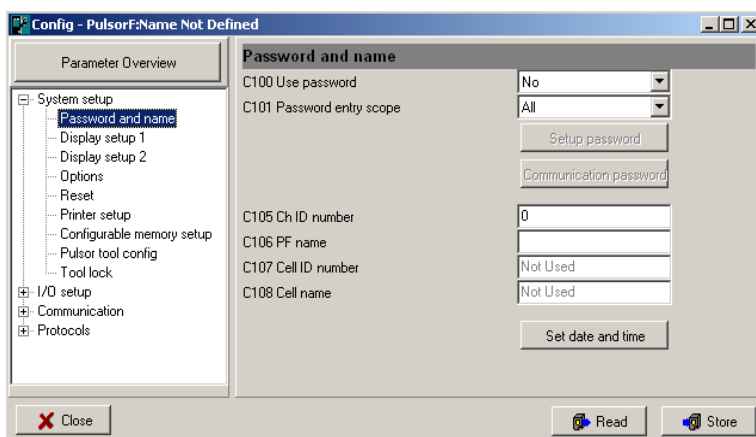 Config - PulsorF:Name Not Defined
Parameter Overview
System setup
Password and name
Display setup 1
Display setup 2
Options
Reset
Printer setup
Configurable memory setup
Pulsor tool config
Tool lock
I/O setup
Communication
Protocols
Password and name
C100 Use password No
C101 Password entry scope All
Setup password
Communication password
C105 Ch ID number 0
C106 PF name
C107 Cell ID number Not Used
C108 Cell name Not Used
Set date and time
Close
Read
Store